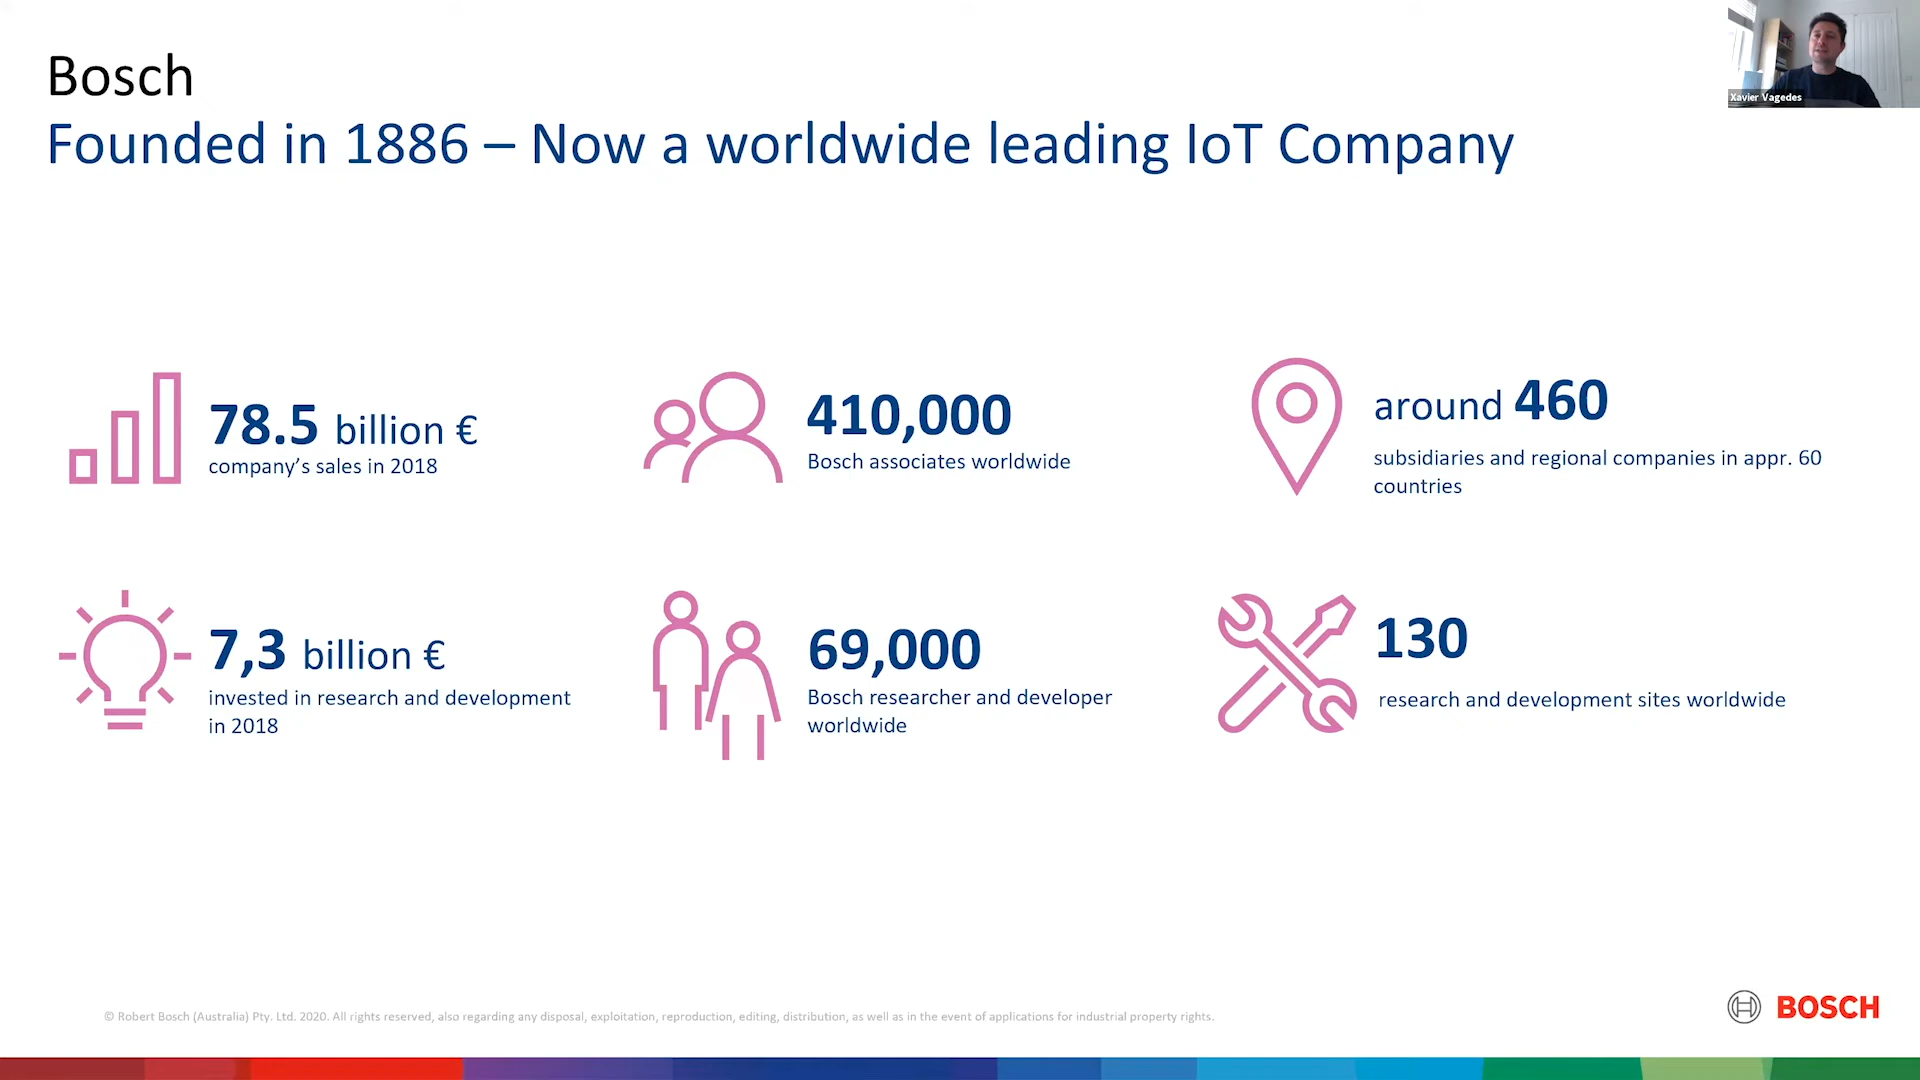 Bosch
Founded in 1886 – Now a worldwide leading IoT Company
Xavier Vagedes
78.5 billion €
company’s sales in 2018
410,000
Bosch associates worldwide
around 460
subsidiaries and regional companies in appr. 60
countries
7,3 billion €
invested in research and development
in 2018
69,000
Bosch researcher and developer
worldwide
130
research and development sites worldwide
© Robert Bosch (Australia) Pty. Ltd. 2020. All rights reserved, also regarding any disposal, exploitation, reproduction, editing, distribution, as well as in the event of applications for industrial property rights.
BOSCH